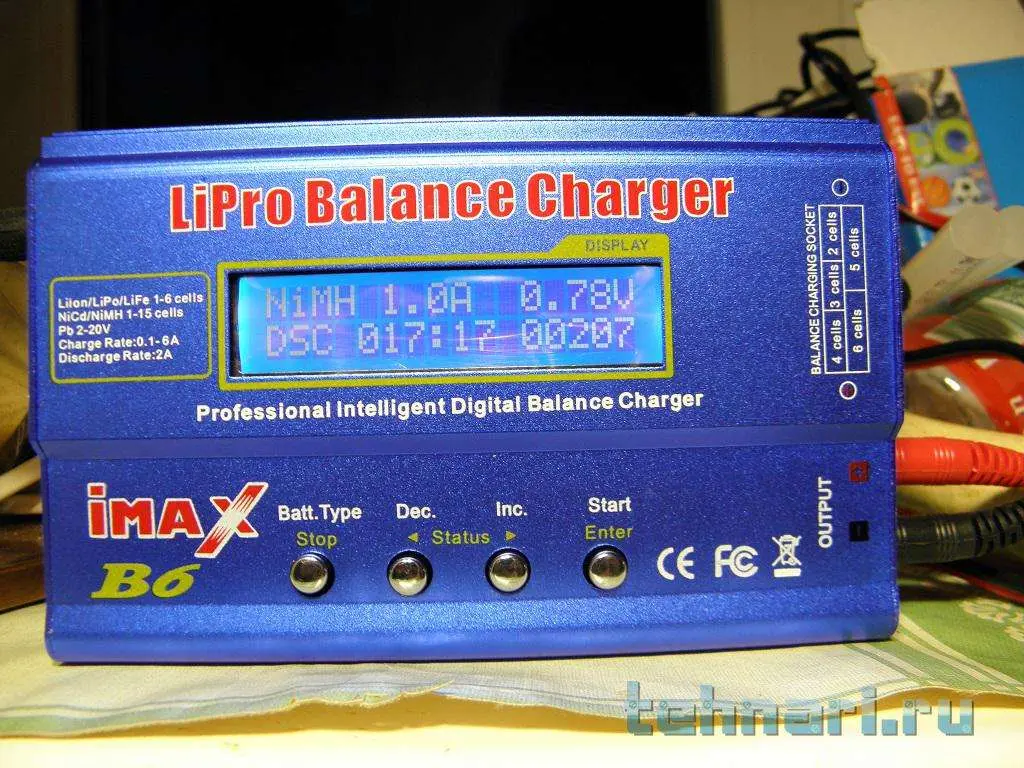 LiPro Balance Charger
DISPLAY
NiMH 1.0A 0.78V
DSC 017:17 00207
LiIon/LiPo/LiFe 1-6 cells
NiCd/NiMH 1-15 cells
Pb 2-20V
Charge Rate:0.1-6A
Discharge Rate:2A
BALANCE CHARGING SOCKET
2 cells
3 cells
4 cells
5 cells
6 cells
Professional Intelligent Digital Balance Charger
iMAX
B6
Batt.Type
Stop
Dec.
Inc.
◄ Status ►
Start
Enter
CE FC
OUTPUT
+
-
tehnari.ru